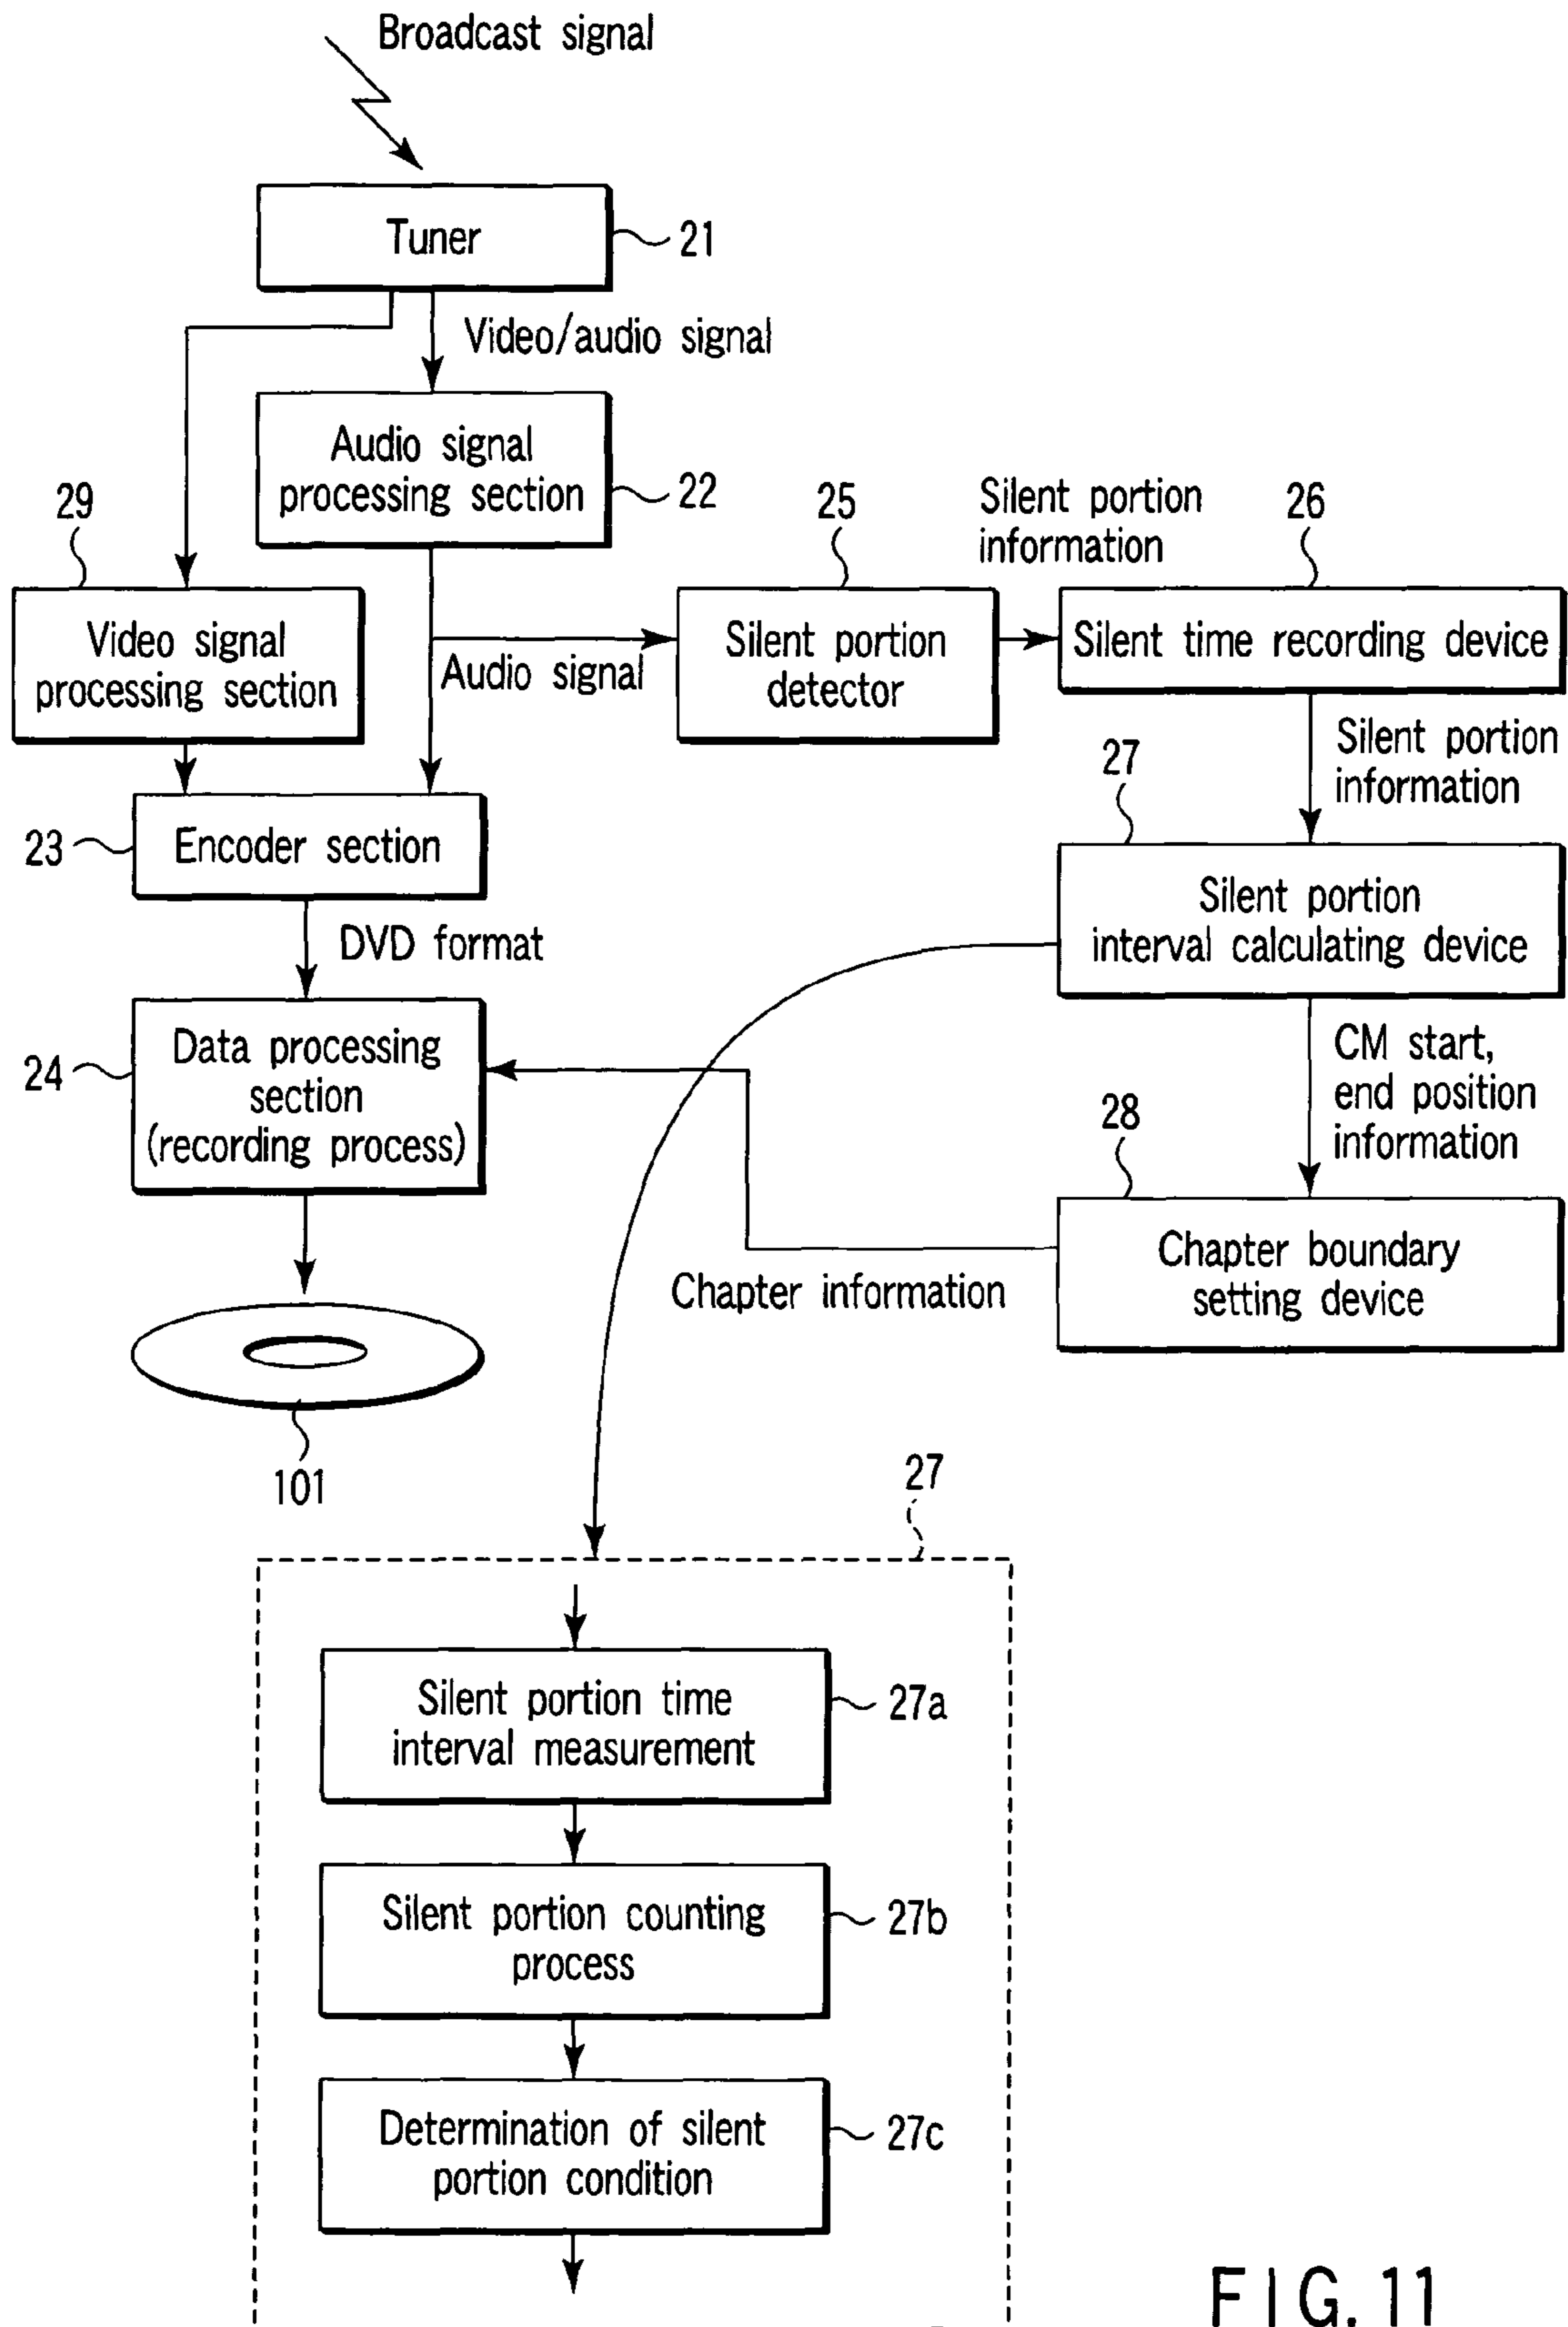 Broadcast signal
Tuner
21
Video/audio signal
Audio signal
processing section
22
29
25
Silent portion
information
26
Video signal
processing section
Audio signal
Silent portion
detector
Silent time recording device
27
Silent portion
information
23
Encoder section
Silent portion
interval calculating device
DVD format
24
Data processing
section
(recording process)
CM start,
end position
information
28
Chapter boundary
setting device
Chapter information
101
27
Silent portion time
interval measurement
27a
Silent portion counting
process
27b
Determination of silent
portion condition
27c
FIG. 11